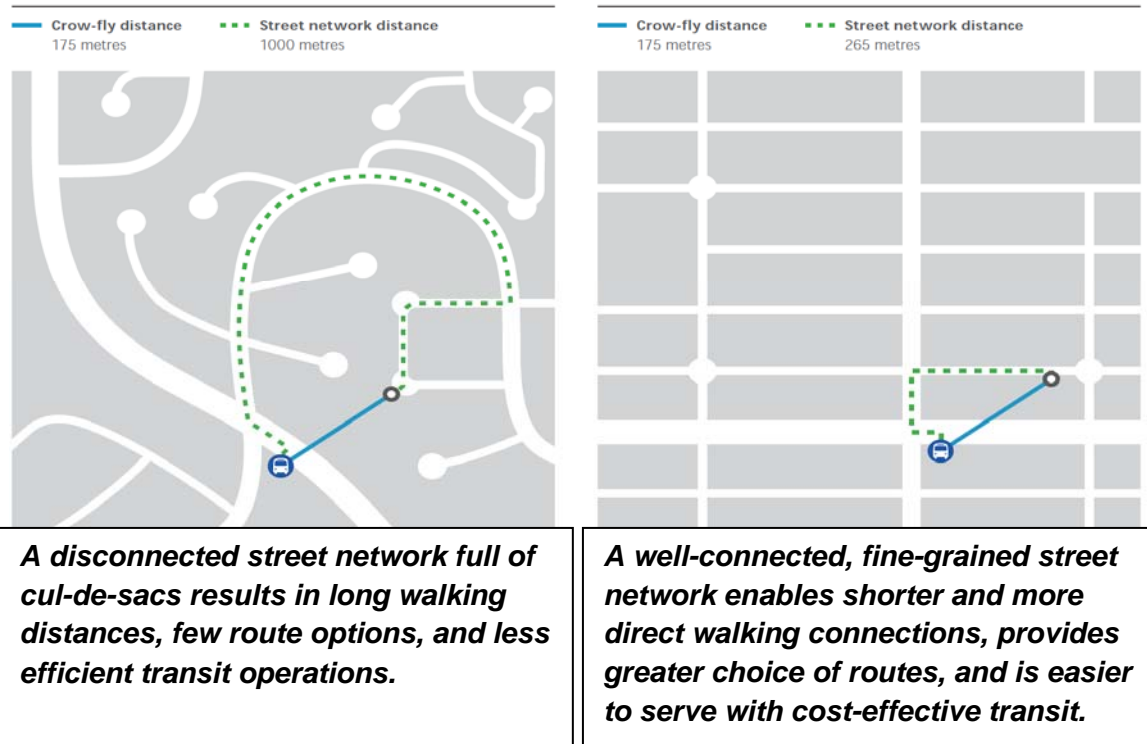 Crow-fly distance
175 metres
Street network distance
1000 metres
Crow-fly distance
175 metres
Street network distance
265 metres
A disconnected street network full of
cul-de-sacs results in long walking
distances, few route options, and less
efficient transit operations.
A well-connected, fine-grained street
network enables shorter and more
direct walking connections, provides
greater choice of routes, and is easier
to serve with cost-effective transit.